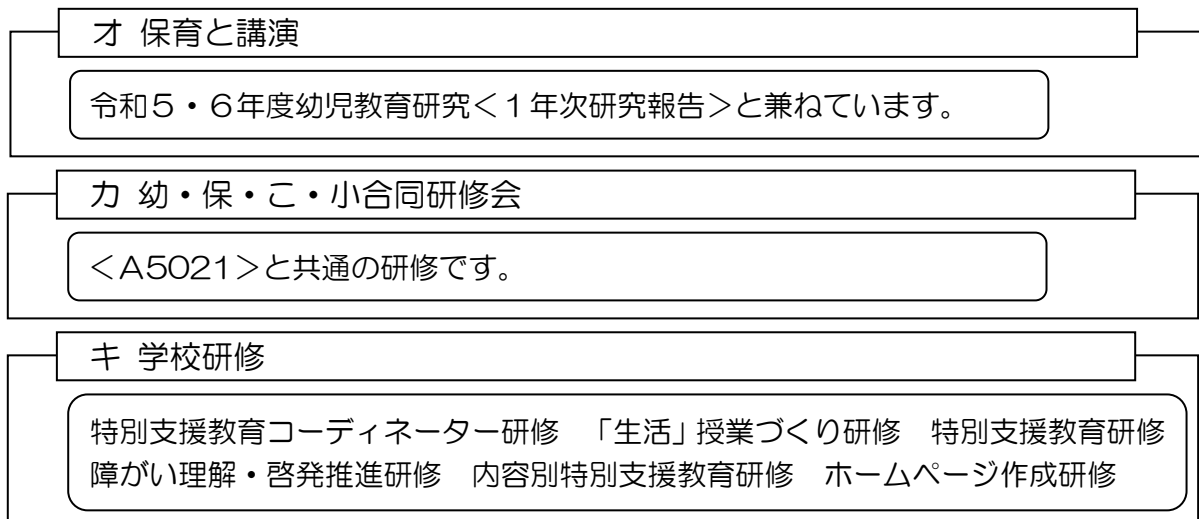 オ 保育と講演
令和5・6年度幼児教育研究<1年次研究報告>と兼ねています。
カ 幼・保・こ・小合同研修会
<A5021>と共通の研修です。
キ 学校研修
特別支援教育コーディネーター研修 「生活」授業づくり研修 特別支援教育研修
障がい理解・啓発推進研修 内容別特別支援教育研修 ホームページ作成研修